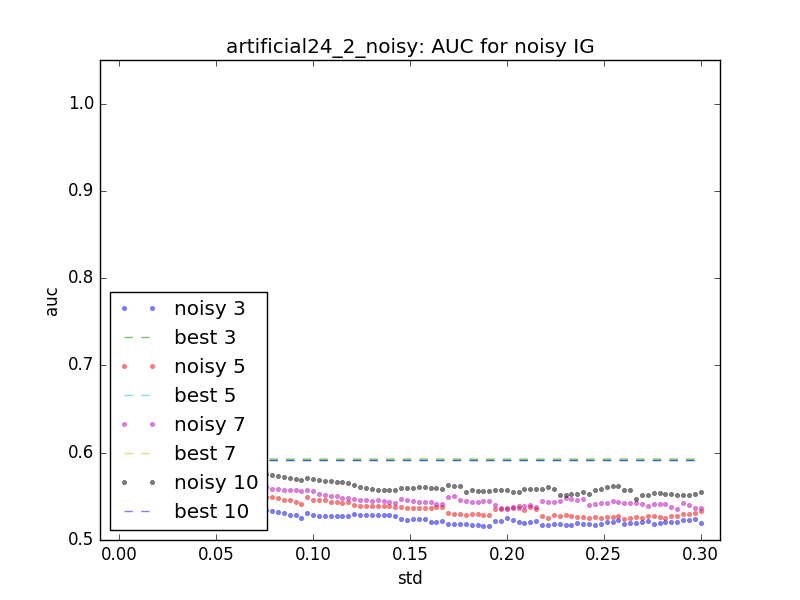 artificial24_2_noisy: AUC for noisy IG
1.0
0.9
0.8
0.7
0.6
0.5
auc
noisy 3
best 3
noisy 5
best 5
noisy 7
best 7
noisy 10
best 10
0.00 0.05 0.10 0.15 0.20 0.25 0.30
std